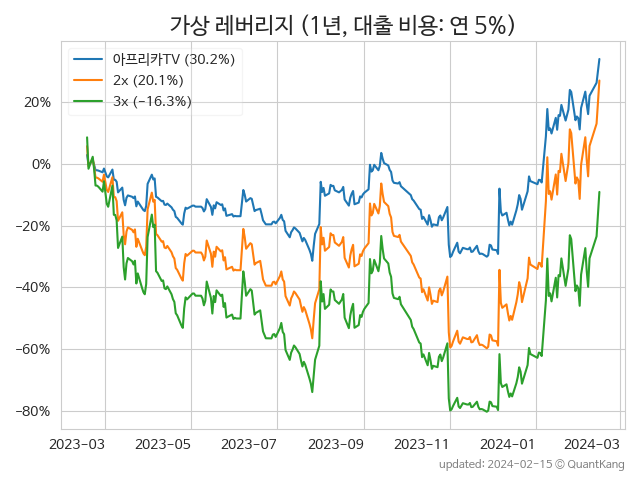 가상 레버리지 (1년, 대출 비용: 연 5%)
아프리카TV (30.2%)
2x (20.1%)
3x (−16.3%)
20%
0%
−20%
−40%
−60%
−80%
2023−03 2023−05 2023−07 2023−09 2023−11 2024−01 2024−03
updated: 2024−02−15 © QuantKang